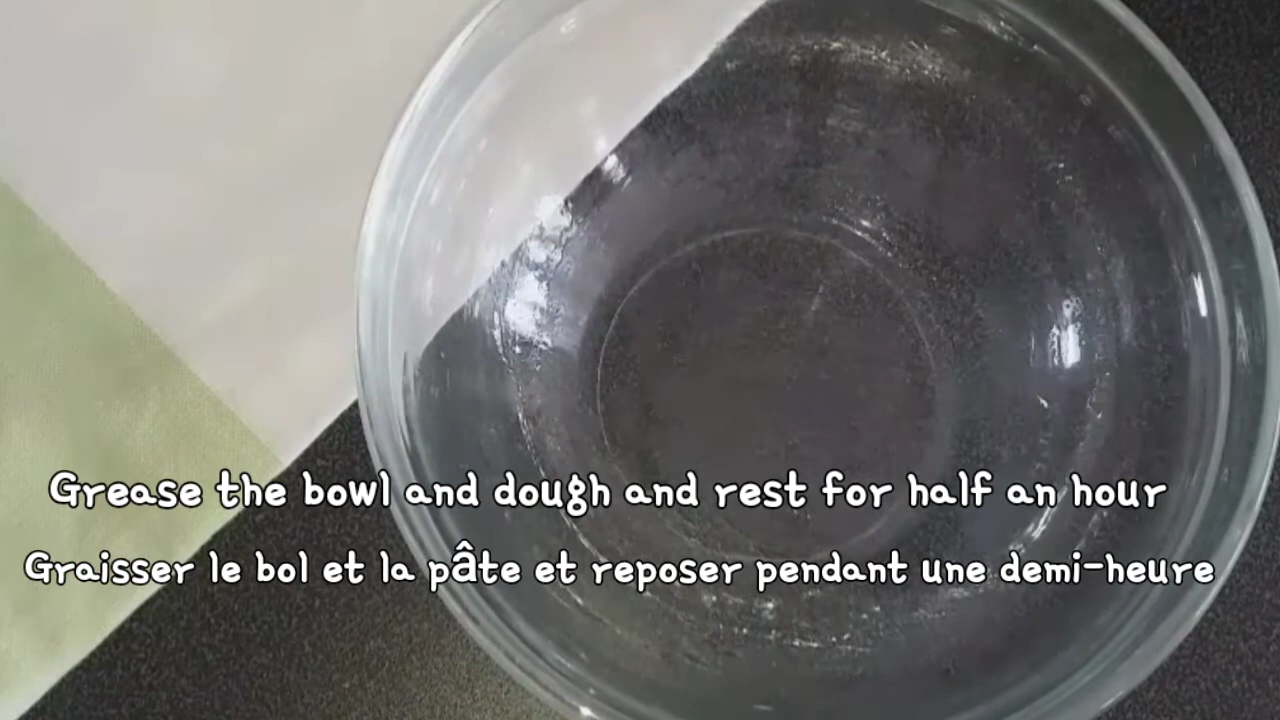 Grease the bowl and dough and rest for half an hour
Graisser le bol et la pâte et reposer pendant une demi-heure